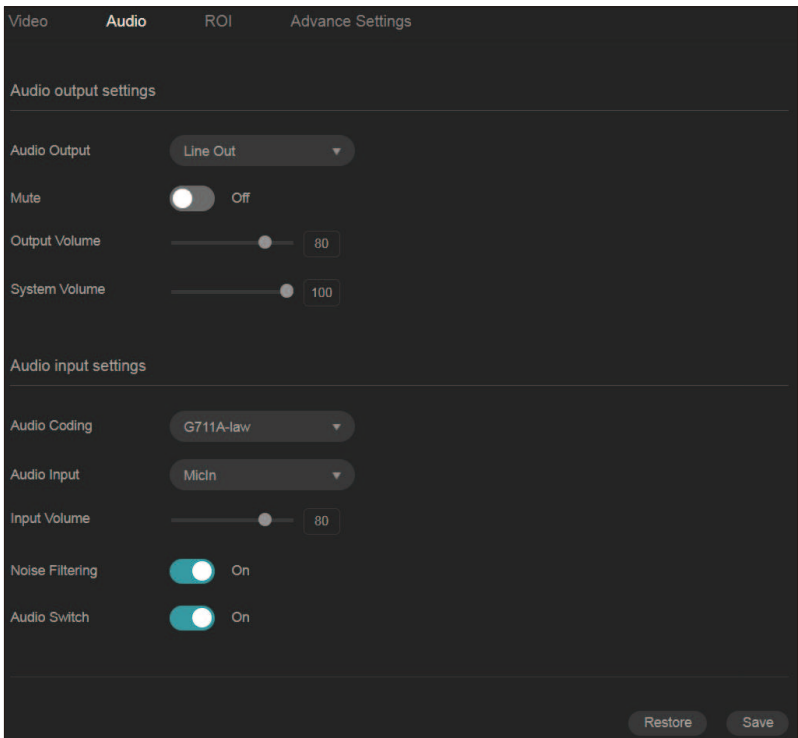 Video Audio ROI Advance Settings
Audio output settings
Audio Output Line Out
Mute Off
Output Volume 80
System Volume 100
Audio input settings
Audio Coding G711A-law
Audio Input MicIn
Input Volume 80
Noise Filtering On
Audio Switch On
Restore Save